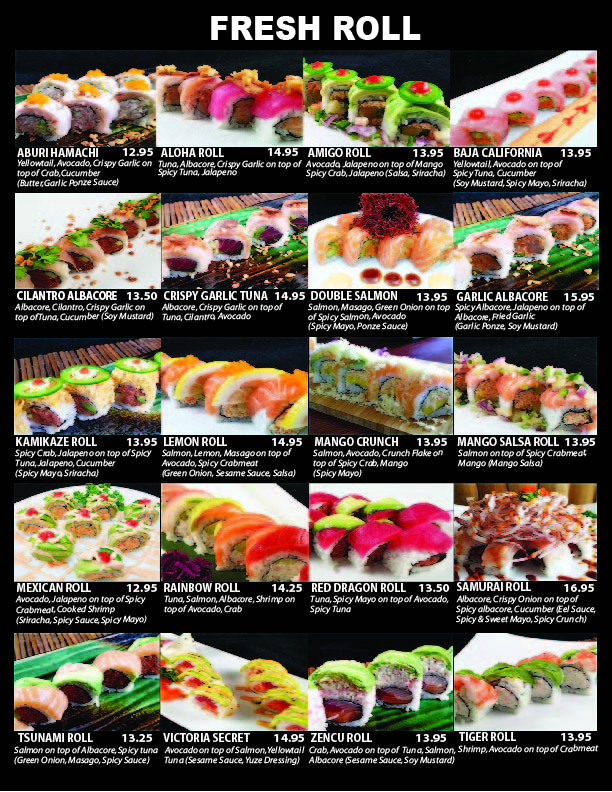 FRESH ROLL
ABURI HAMACHI 12.95
Yellowtail, Avocado, Crispy Garlic on
top of Crab,Cucumber
(Butter,Garlic Ponze Sauce)
ALOHA ROLL 14.95
Tuna, Albacore, Crispy Garlic on top of
Spicy Tuna, Jalapeno
AMIGO ROLL 13.95
Avocado, Jalapeno on top of Mango
Spicy Crab, Jalapeno (Salsa, Sriracha)
BAJA CALIFORNIA 13.95
Yellowtail, Avocado on top of
Spicy Tuna, Cucumber
(Soy Mustard, Spicy Mayo, Sriracha)
CILANTRO ALBACORE 13.50
Albacore, Cilantro, Crispy Garlic on
top of Tuna, Cucumber (Soy Mustard)
CRISPY GARLIC TUNA 14.95
Albacore, Crispy Garlic on top of
Tuna, Cilantro, Avocado
DOUBLE SALMON 13.95
Salmon, Masago, Green Onion on top
of Spicy Salmon, Avocado
(Spicy Mayo, Ponze Sauce)
GARLIC ALBACORE 15.95
Spicy Albacore, Jalapeno on top of
Albacore, Fried Garlic
(Garlic Ponze, Soy Mustard)
KAMIKAZE ROLL 13.95
Spicy Crab, Jalapeno on top of Spicy
Tuna, Jalapeno, Cucumber
(Spicy Mayo, Sriracha)
LEMON ROLL 14.95
Salmon, Lemon, Masago on top of
Avocado, Spicy Crabmeat
(Green Onion, Sesame Sauce, Salsa)
MANGO CRUNCH 13.95
Salmon, Avocado, Crunch Flake on
top of Spicy Crab, Mango
(Spicy Mayo)
MANGO SALSA ROLL 13.95
Salmon on top of Spicy Crabmeat,
Mango (Mango Salsa)
MEXICAN ROLL 12.95
Avocado, Jalapeno on top of Spicy
Crabmeat, Cooked Shrimp
(Sriracha, Spicy Sauce, Spicy Mayo)
RAINBOW ROLL 14.25
Tuna, Salmon, Albacore, Shrimp on
top of Avocado, Crab
RED DRAGON ROLL 13.50
Tuna, Spicy Mayo on top of Avocado,
Spicy Tuna
SAMURAI ROLL 16.95
Albacore, Crispy Onion on top of
Spicy albacore, Cucumber (Eel Sauce,
Spicy & Sweet Mayo, Spicy Crunch)
TSUNAMI ROLL 13.25
Salmon on top of Albacore, Spicy tuna
(Green Onion, Masago, Spicy Sauce)
VICTORIA SECRET 14.95
Avocado on top of Salmon,Yellowtail
Tuna (Sesame Sauce, Yuze Dressing)
ZENCU ROLL 13.95
Crab, Avocado on top of Tuna, Salmon,
Albacore (Sesame Sauce, Soy Mustard)
TIGER ROLL 13.95
Shrimp, Avocado on top of Crabmeat